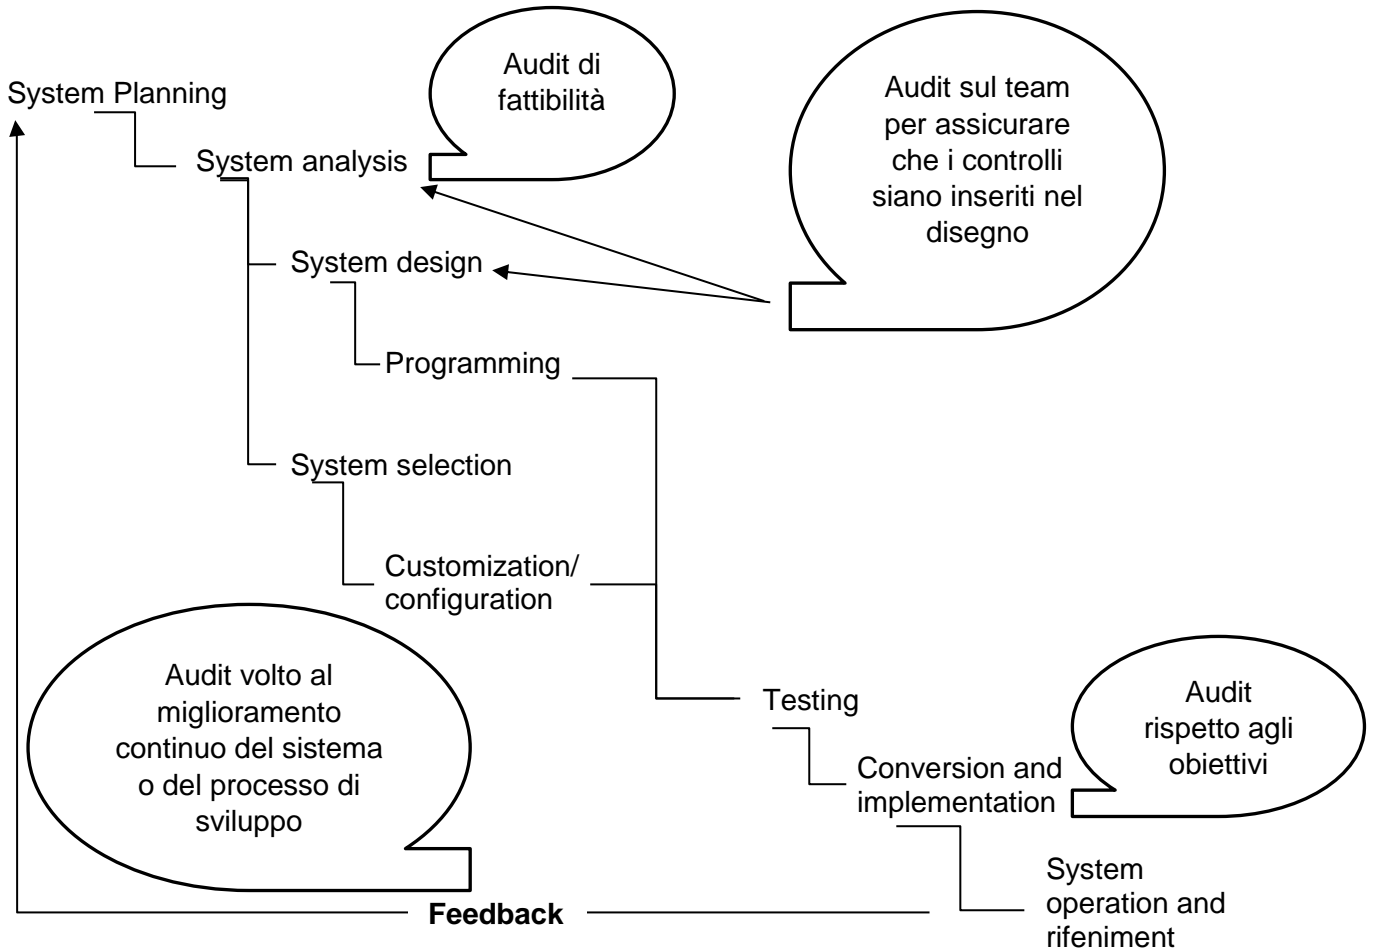 System Planning
Audit di
fattibilità
Audit sul team
per assicurare
che i controlli
siano inseriti nel
disegno
System analysis
System design
Programming
System selection
Customization/
configuration
Audit volto al
miglioramento
continuo del sistema
o del processo di
sviluppo
Testing
Audit
rispetto agli
obiettivi
Conversion and
implementation
System
operation and
rifeniment
Feedback